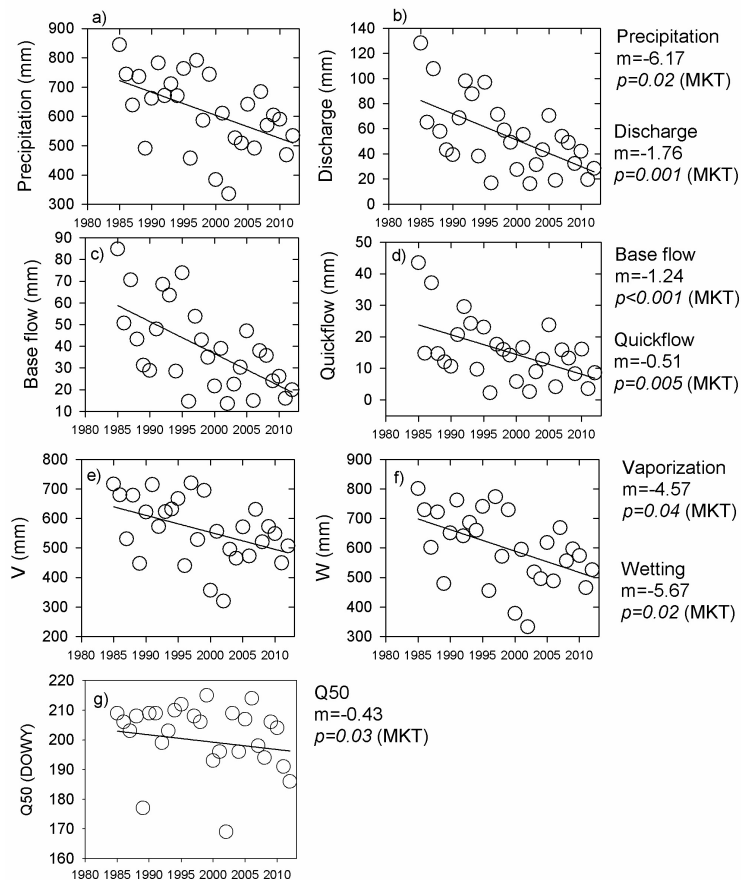 a)
Precipitation (mm)
900
800
700
600
500
400
300
1980 1985 1990 1995 2000 2005 2010
b)
Discharge (mm)
140
120
100
80
60
40
20
0
1980 1985 1990 1995 2000 2005 2010
Precipitation
m=-6.17
p=0.02 (MKT)
Discharge
m=-1.76
p=0.001 (MKT)
c)
Base flow (mm)
90
80
70
60
50
40
30
20
10
1980 1985 1990 1995 2000 2005 2010
d)
Quickflow (mm)
50
40
30
20
10
0
1980 1985 1990 1995 2000 2005 2010
Base flow
m=-1.24
p<0.001 (MKT)
Quickflow
m=-0.51
p=0.005 (MKT)
e)
V (mm)
800
700
600
500
400
300
200
1980 1985 1990 1995 2000 2005 2010
f)
W (mm)
900
800
700
600
500
400
300
1980 1985 1990 1995 2000 2005 2010
Vaporization
m=-4.57
p=0.04 (MKT)
Wetting
m=-5.67
p=0.02 (MKT)
g)
Q50 (DOWY)
220
210
200
190
180
170
160
1980 1985 1990 1995 2000 2005 2010
Q50
m=-0.43
p=0.03 (MKT)